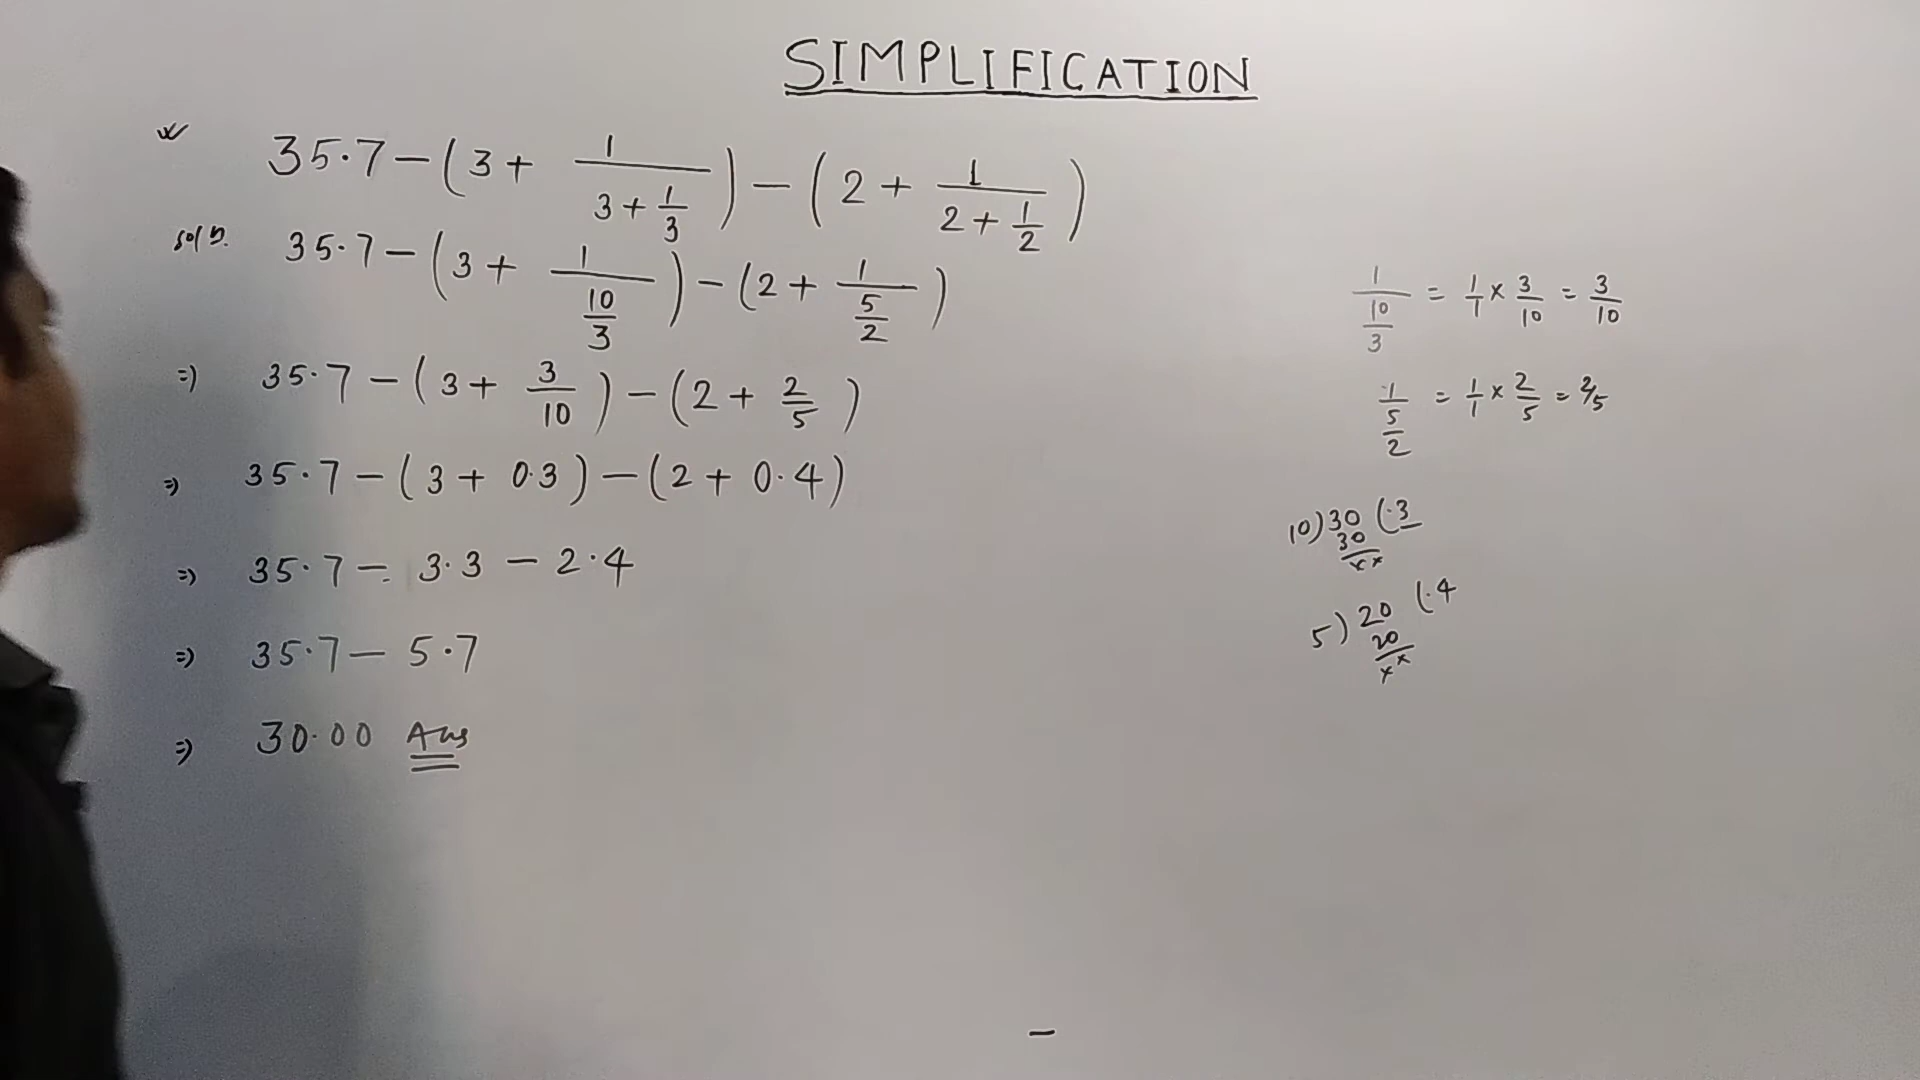 SIMPLIFICATION
35.7 - (3 + 1/(3 + 1/3)) - (2 + 1/(2 + 1/2))
Soln. 35.7 - (3 + 1/(10/3)) - (2 + 1/(5/2))
=) 35.7 - (3 + 3/10) - (2 + 2/5)
=) 35.7 - (3 + 0.3) - (2 + 0.4)
=) 35.7 - 3.3 - 2.4
=) 35.7 - 5.7
=) 30.00 Ans
1/(10/3) = 1/1 × 3/10 = 3/10
1/(5/2) = 1/1 × 2/5 = 2/5
10) 30 (.3
30
××
5) 20 (.4
20
××